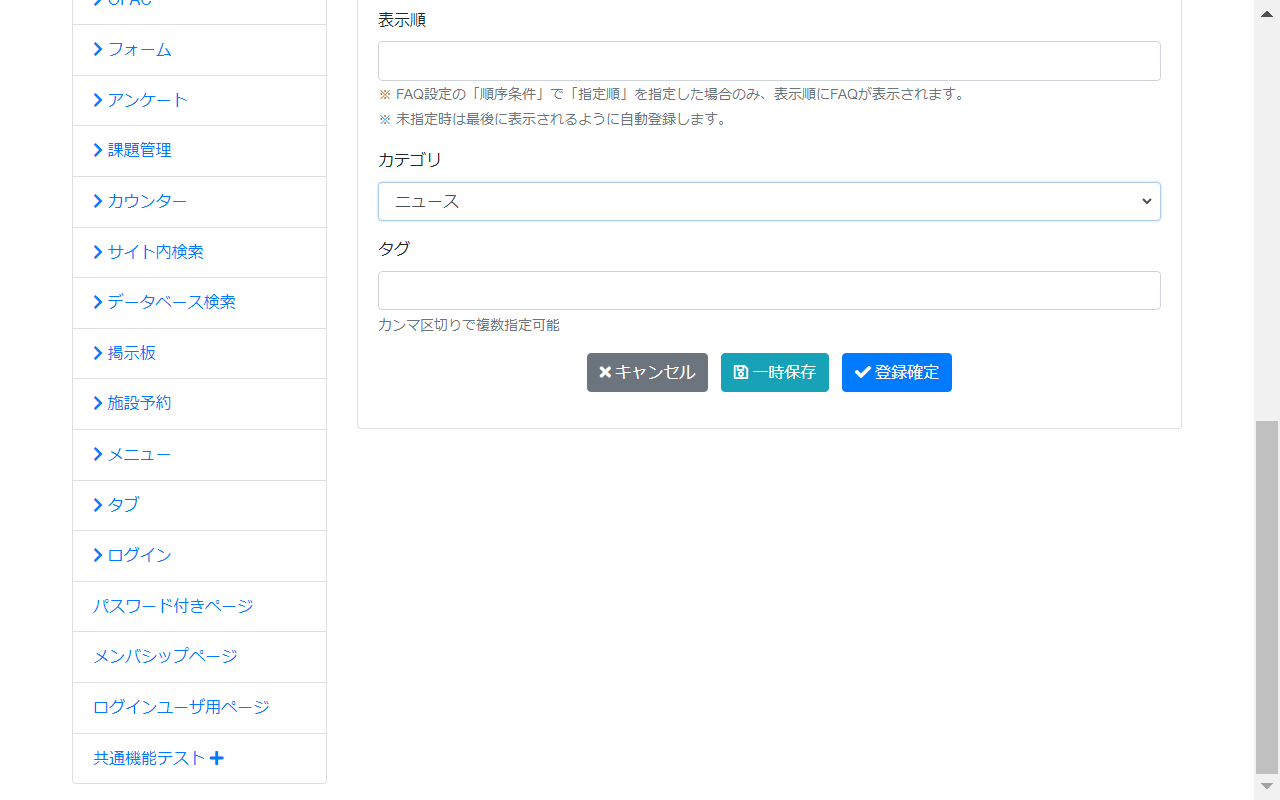 OPAC
フォーム
アンケート
課題管理
カウンター
サイト内検索
データベース検索
掲示板
施設予約
メニュー
タブ
ログイン
パスワード付きページ
メンバシップページ
ログインユーザ用ページ
共通機能テスト
表示順
※ FAQ設定の「順序条件」で「指定順」を指定した場合のみ、表示順にFAQが表示されます。
※ 未指定時は最後に表示されるように自動登録します。
カテゴリ
ニュース
タグ
カンマ区切りで複数指定可能
キャンセル 一時保存 登録確定